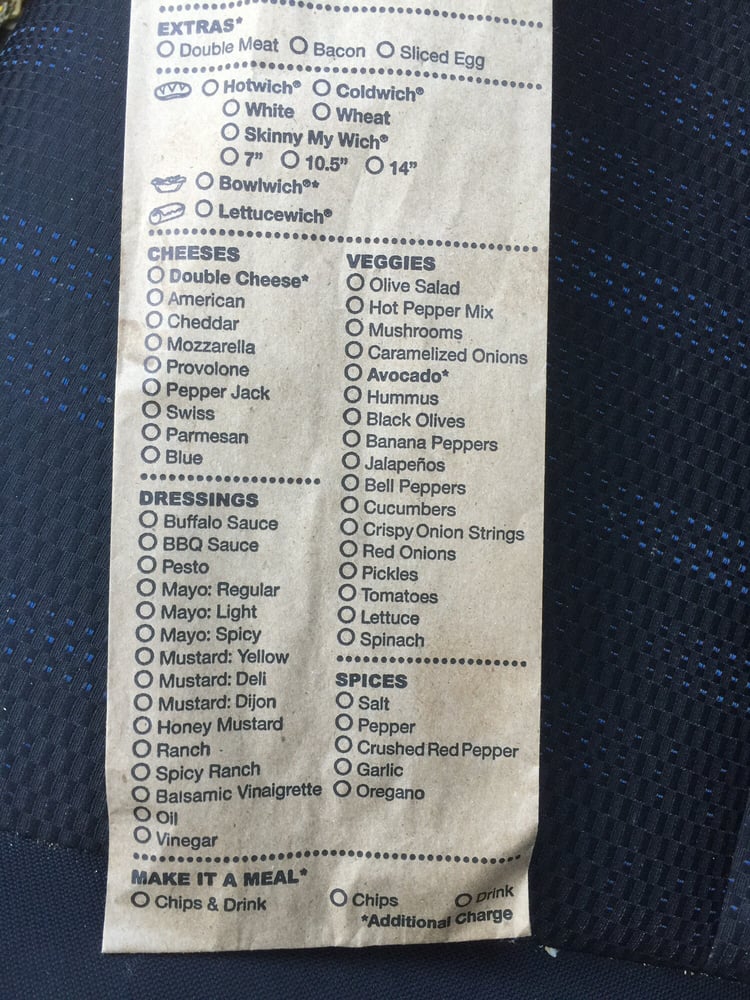 EXTRAS*
Double Meat Bacon Sliced Egg
Hotwich® Coldwich®
White Wheat
Skinny My Wich®
7" 10.5" 14"
Bowlwich®*
Lettucewich®
CHEESES
Double Cheese*
American
Cheddar
Mozzarella
Provolone
Pepper Jack
Swiss
Parmesan
Blue
DRESSINGS
Buffalo Sauce
BBQ Sauce
Pesto
Mayo: Regular
Mayo: Light
Mayo: Spicy
Mustard: Yellow
Mustard: Deli
Mustard: Dijon
Honey Mustard
Ranch
Spicy Ranch
Balsamic Vinaigrette
Oil
Vinegar
VEGGIES
Olive Salad
Hot Pepper Mix
Mushrooms
Caramelized Onions
Avocado*
Hummus
Black Olives
Banana Peppers
Jalapeños
Bell Peppers
Cucumbers
Crispy Onion Strings
Red Onions
Pickles
Tomatoes
Lettuce
Spinach
SPICES
Salt
Pepper
Crushed Red Pepper
Garlic
Oregano
MAKE IT A MEAL*
Chips & Drink Chips Drink
*Additional Charge